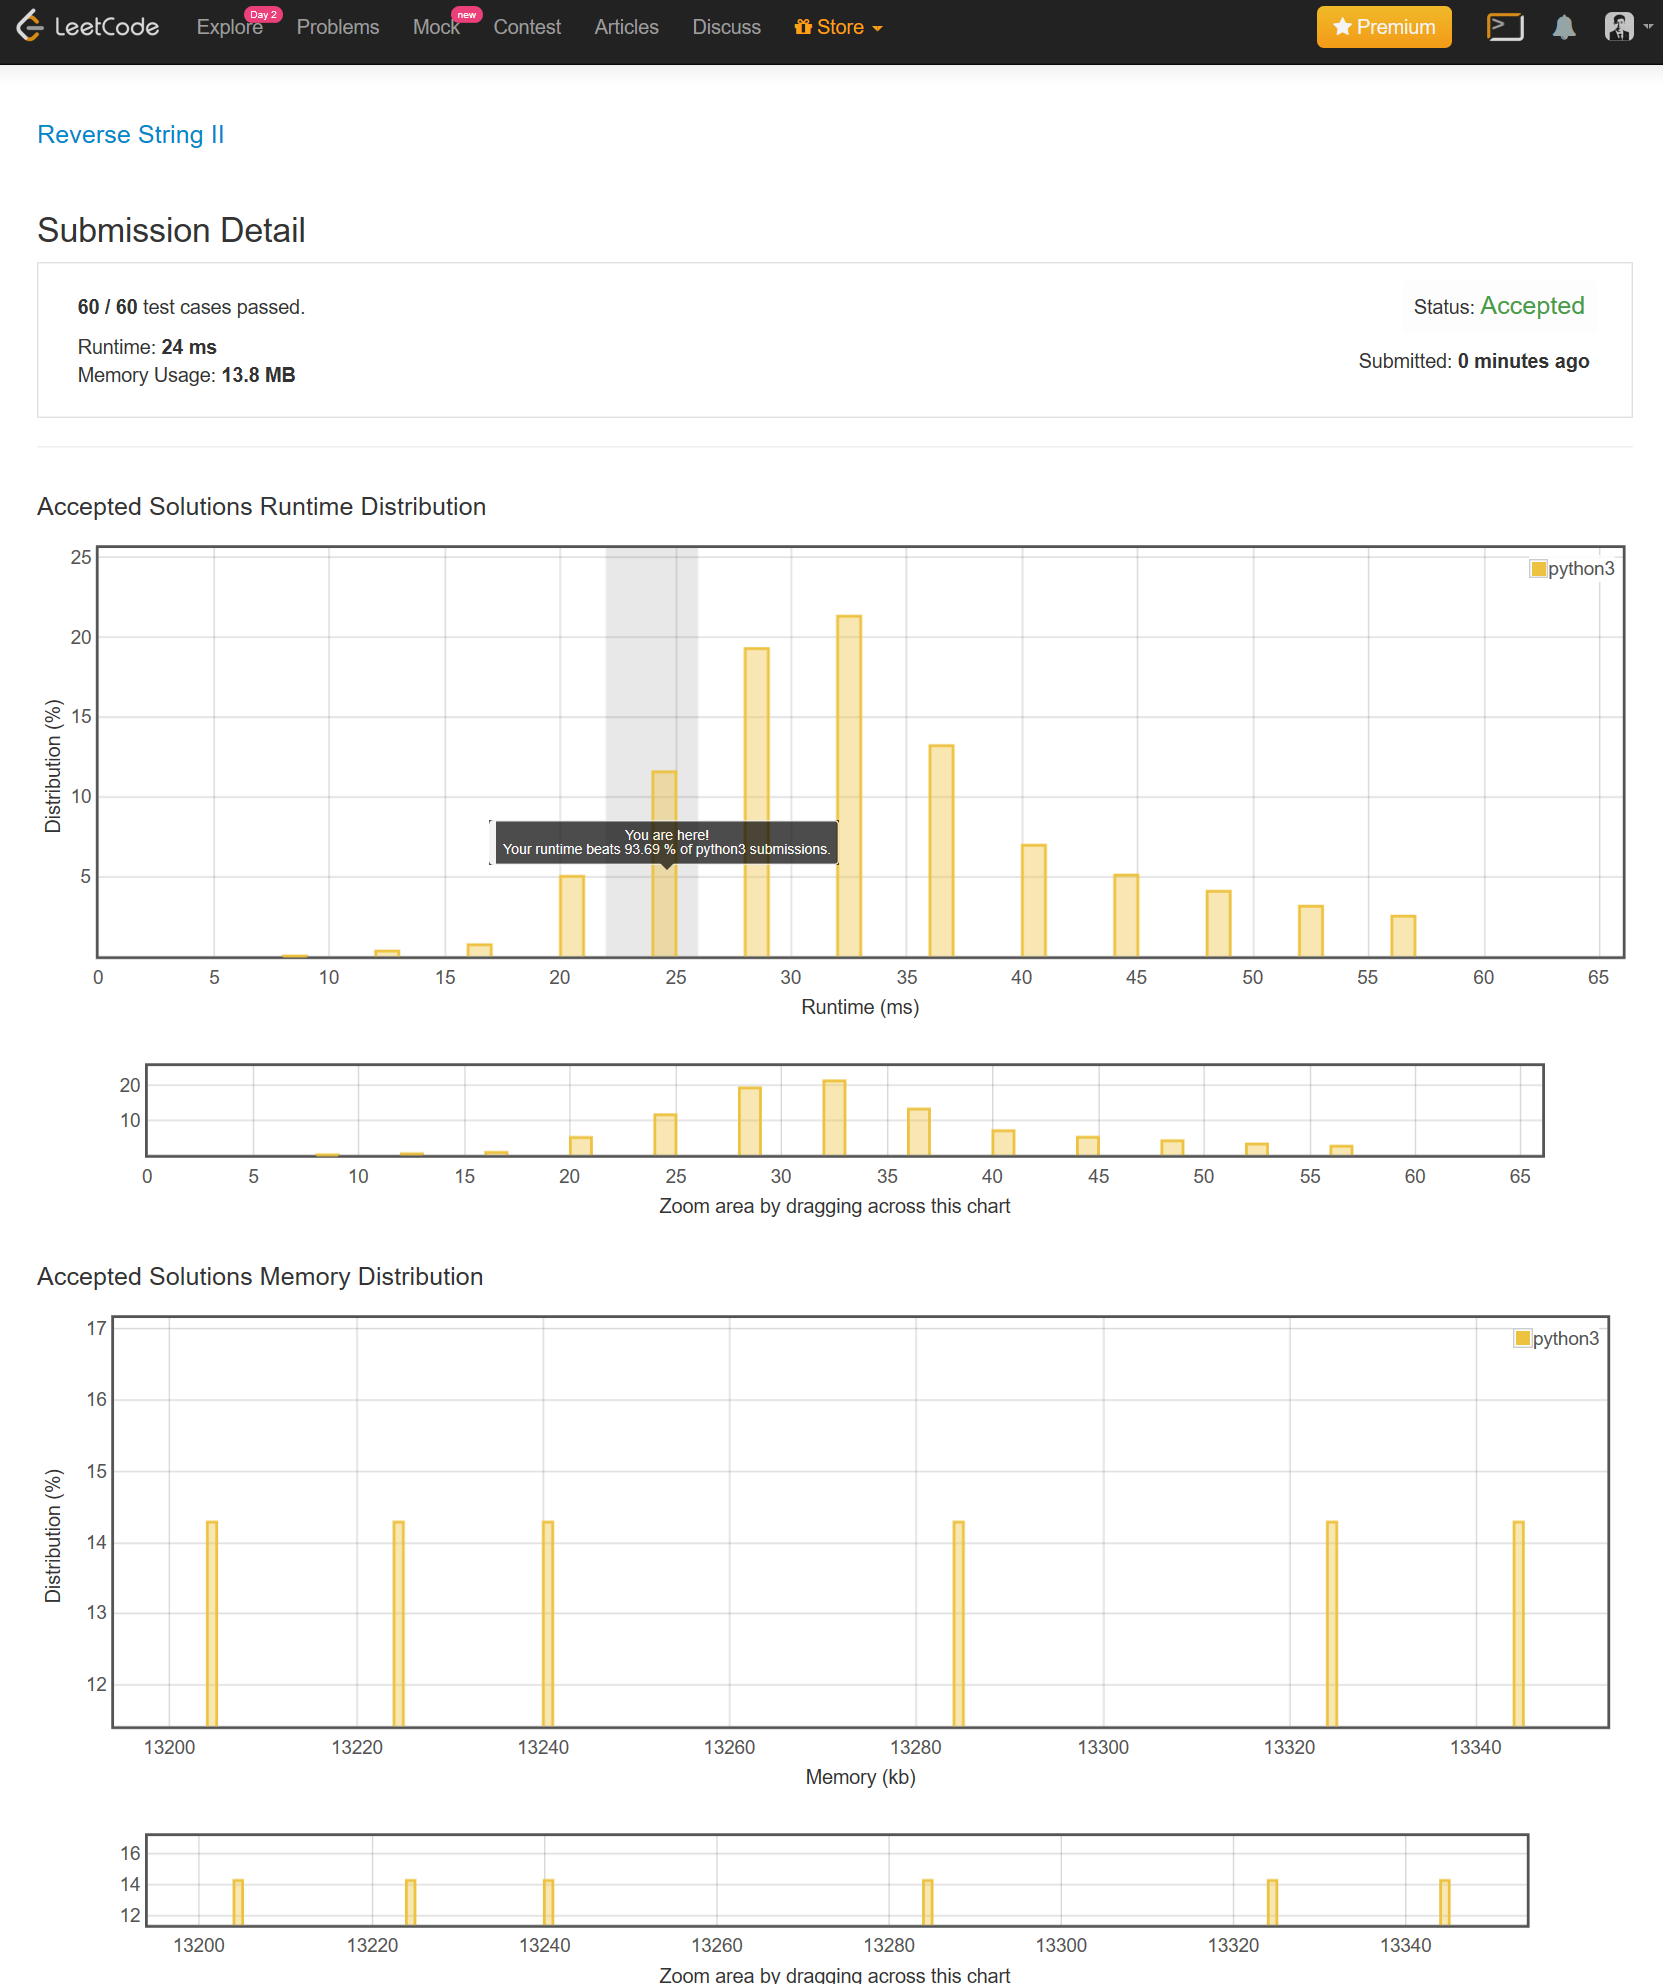 LeetCode Explore Day 2 Problems Mock new Contest Articles Discuss Store Premium
Reverse String II
Submission Detail
60 / 60 test cases passed.
Status: Accepted
Runtime: 24 ms
Submitted: 0 minutes ago
Memory Usage: 13.8 MB
Accepted Solutions Runtime Distribution
25
20
15
10
5
Distribution (%)
python3
You are here!
Your runtime beats 93.69 % of python3 submissions.
0 5 10 15 20 25 30 35 40 45 50 55 60 65
Runtime (ms)
20
10
0 5 10 15 20 25 30 35 40 45 50 55 60 65
Zoom area by dragging across this chart
Accepted Solutions Memory Distribution
17
16
15
14
13
12
Distribution (%)
python3
13200 13220 13240 13260 13280 13300 13320 13340
Memory (kb)
16
14
12
13200 13220 13240 13260 13280 13300 13320 13340
Zoom area by dragging across this chart